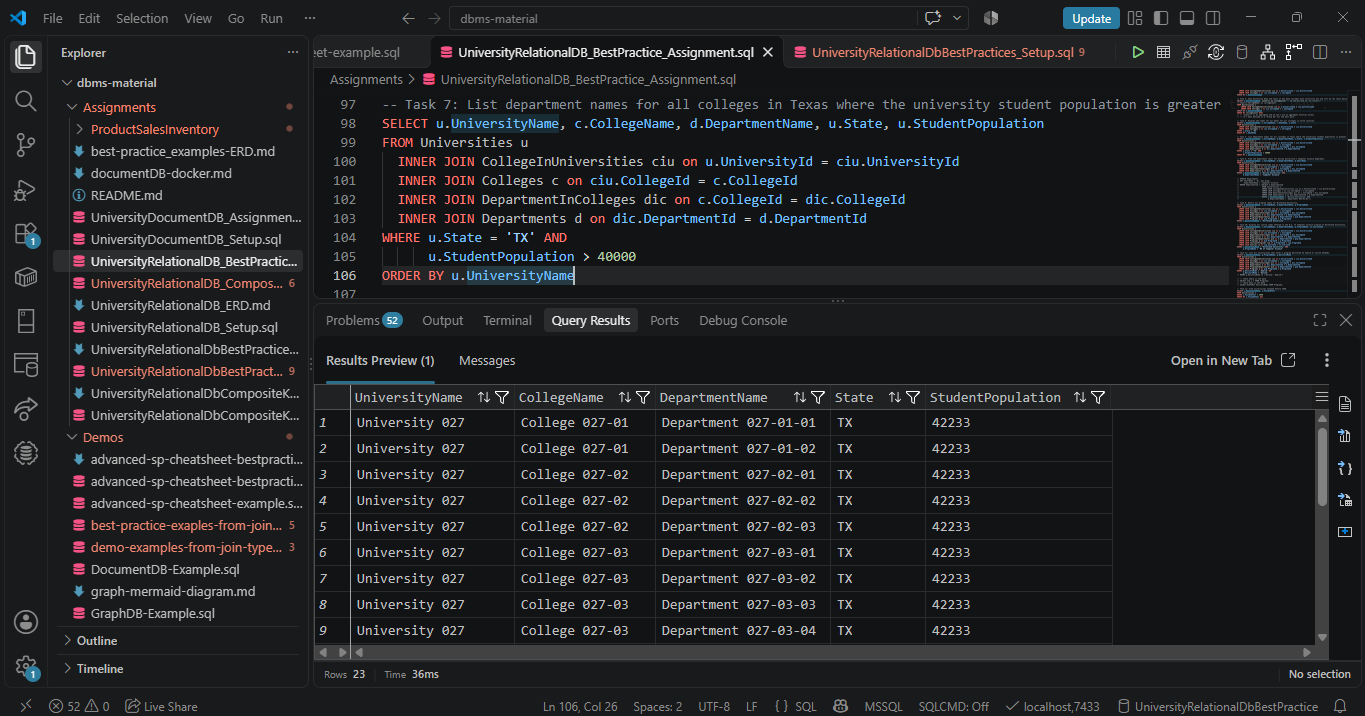 File Edit Selection View Go Run ··· dbms-material Update
Explorer ···
dbms-material
Assignments
ProductSalesInventory
best-practice_examples-ERD.md
documentDB-docker.md
README.md
UniversityDocumentDB_Assignmen...
UniversityDocumentDB_Setup.sql
UniversityRelationalDB_BestPractic...
UniversityRelationalDB_Compos... 6
UniversityRelationalDB_ERD.md
UniversityRelationalDB_Setup.sql
UniversityRelationalDbBestPractice...
UniversityRelationalDbBestPract... 9
UniversityRelationalDbCompositeK...
UniversityRelationalDbCompositeK...
Demos
advanced-sp-cheatsheet-bestpracti...
advanced-sp-cheatsheet-bestpracti...
advanced-sp-cheatsheet-example.s...
best-practice-exaples-from-join... 5
demo-examples-from-join-type... 3
DocumentDB-Example.sql
graph-mermaid-diagram.md
GraphDB-Example.sql
Outline
Timeline
1
1
eet-example.sql UniversityRelationalDB_BestPractice_Assignment.sql UniversityRelationalDbBestPractices_Setup.sql 9
Assignments > UniversityRelationalDB_BestPractice_Assignment.sql
97 -- Task 7: List department names for all colleges in Texas where the university student population is greater
98 SELECT u.UniversityName, c.CollegeName, d.DepartmentName, u.State, u.StudentPopulation
99 FROM Universities u
100 INNER JOIN CollegeInUniversities ciu on u.UniversityId = ciu.UniversityId
101 INNER JOIN Colleges c on ciu.CollegeId = c.CollegeId
102 INNER JOIN DepartmentInColleges dic on c.CollegeId = dic.CollegeId
103 INNER JOIN Departments d on dic.DepartmentId = d.DepartmentId
104 WHERE u.State = 'TX' AND
105 u.StudentPopulation > 40000
106 ORDER BY u.UniversityName
107
Problems 52 Output Terminal Query Results Ports Debug Console
Results Preview (1) Messages Open in New Tab
UniversityName CollegeName DepartmentName State StudentPopulation
1 University 027 College 027-01 Department 027-01-01 TX 42233
2 University 027 College 027-01 Department 027-01-02 TX 42233
3 University 027 College 027-02 Department 027-02-01 TX 42233
4 University 027 College 027-02 Department 027-02-02 TX 42233
5 University 027 College 027-02 Department 027-02-03 TX 42233
6 University 027 College 027-03 Department 027-03-01 TX 42233
7 University 027 College 027-03 Department 027-03-02 TX 42233
8 University 027 College 027-03 Department 027-03-03 TX 42233
9 University 027 College 027-03 Department 027-03-04 TX 42233
Rows 23 Time 36ms No selection
52 0 Live Share Ln 106, Col 26 Spaces: 2 UTF-8 LF {} SQL MSSQL SQLCMD: Off localhost,7433 UniversityRelationalDbBestPractice